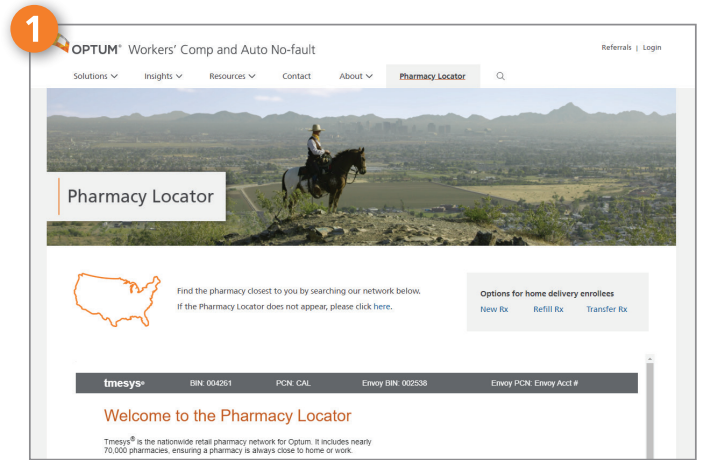 1
OPTUM® Workers' Comp and Auto No-fault
Referrals | Login
Solutions Insights Resources Contact About Pharmacy Locator
Pharmacy Locator
Find the pharmacy closest to you by searching our network below.
If the Pharmacy Locator does not appear, please click here.
Options for home delivery enrollees
New Rx Refill Rx Transfer Rx
tmesys® BIN: 004261 PCN: CAL Envoy BIN: 002538 Envoy PCN: Envoy Acct #
Welcome to the Pharmacy Locator
Tmesys® is the nationwide retail pharmacy network for Optum. It includes nearly
70,000 pharmacies, ensuring a pharmacy is always close to home or work.